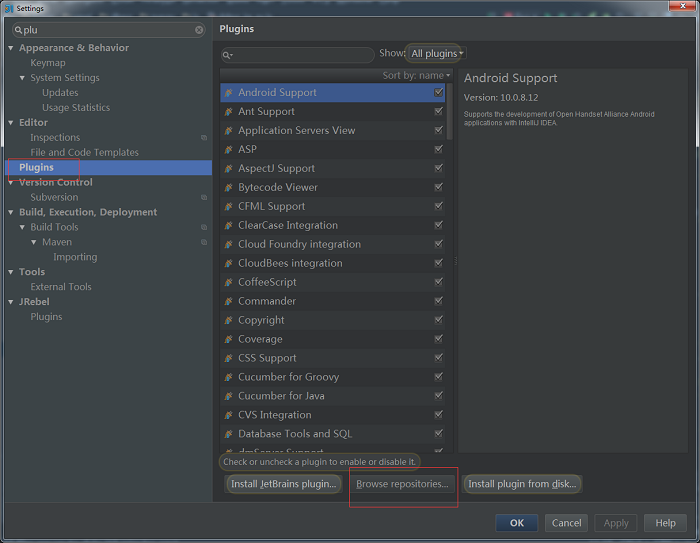 Settings
plu
Appearance & Behavior
Keymap
System Settings
Updates
Usage Statistics
Editor
Inspections
File and Code Templates
Plugins
Version Control
Subversion
Build, Execution, Deployment
Build Tools
Maven
Importing
Tools
External Tools
JRebel
Plugins
Plugins
Show: All plugins
Sort by: name
Android Support
Ant Support
Application Servers View
ASP
AspectJ Support
Bytecode Viewer
CFML Support
ClearCase Integration
Cloud Foundry integration
CloudBees integration
CoffeeScript
Commander
Copyright
Coverage
CSS Support
Cucumber for Groovy
Cucumber for Java
CVS Integration
Database Tools and SQL
dmServer Support
Check or uncheck a plugin to enable or disable it.
Install JetBrains plugin...
Browse repositories...
Install plugin from disk...
Android Support
Version: 10.0.8.12
Supports the development of Open Handset Alliance Android
applications with IntelliJ IDEA.
OK
Cancel
Apply
Help